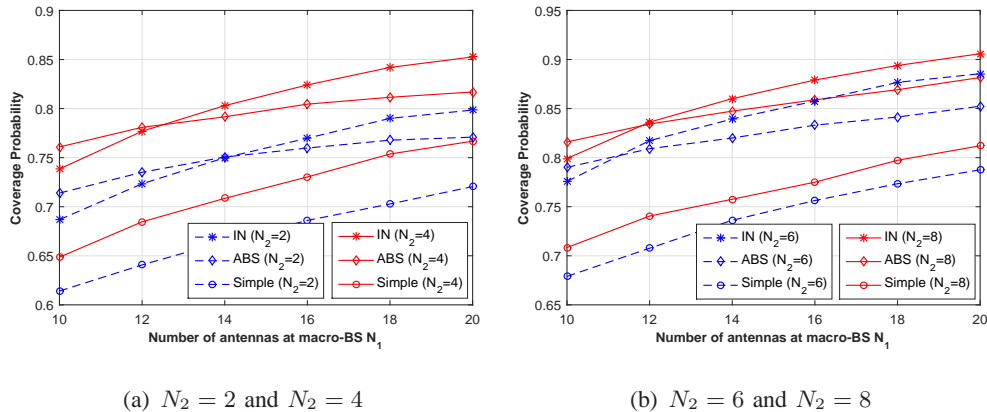 0.9
0.85
0.8
0.75
0.7
0.65
0.6
Coverage Probability
10 12 14 16 18 20
Number of antennas at macro-BS N₁
IN (N₂=2)
ABS (N₂=2)
Simple (N₂=2)
IN (N₂=4)
ABS (N₂=4)
Simple (N₂=4)
(a) N₂ = 2 and N₂ = 4
0.95
0.9
0.85
0.8
0.75
0.7
0.65
Coverage Probability
10 12 14 16 18 20
Number of antennas at macro-BS N₁
IN (N₂=6)
ABS (N₂=6)
Simple (N₂=6)
IN (N₂=8)
ABS (N₂=8)
Simple (N₂=8)
(b) N₂ = 6 and N₂ = 8